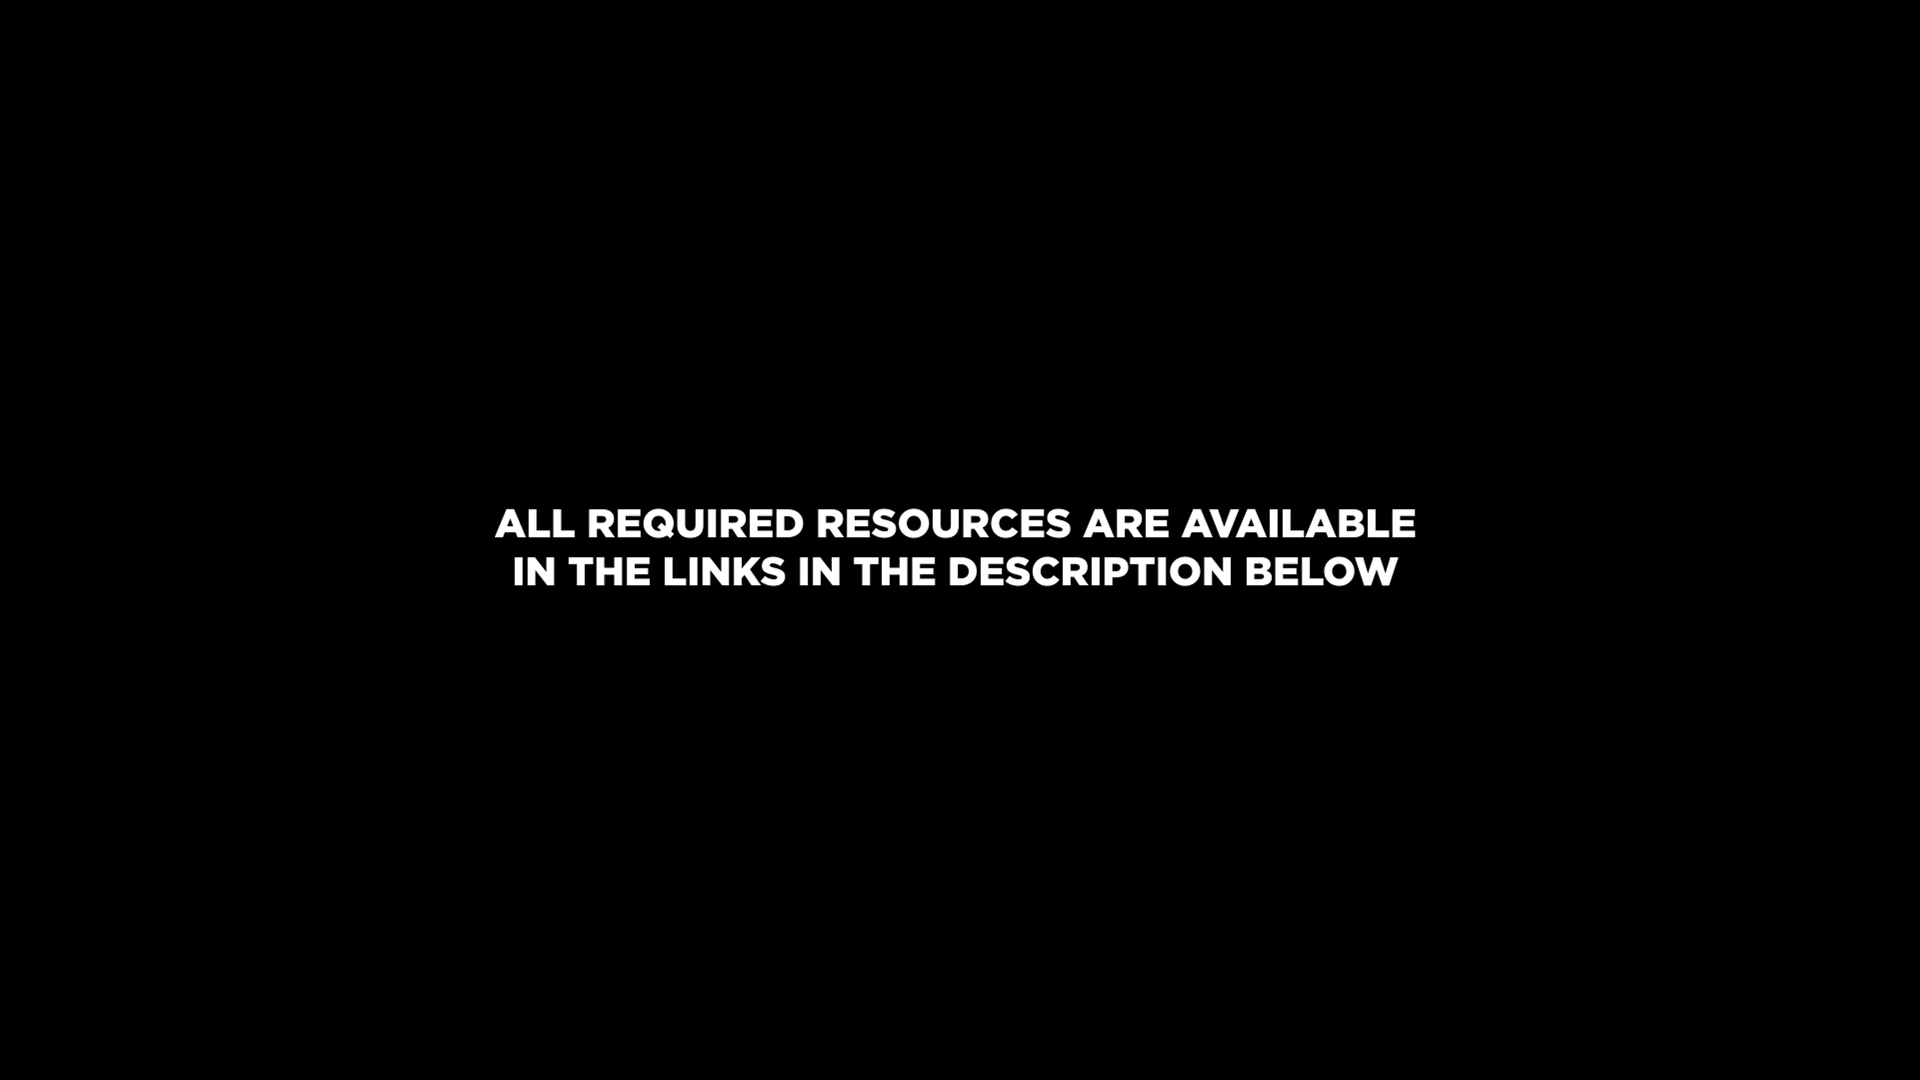 ALL REQUIRED RESOURCES ARE AVAILABLE
IN THE LINKS IN THE DESCRIPTION BELOW